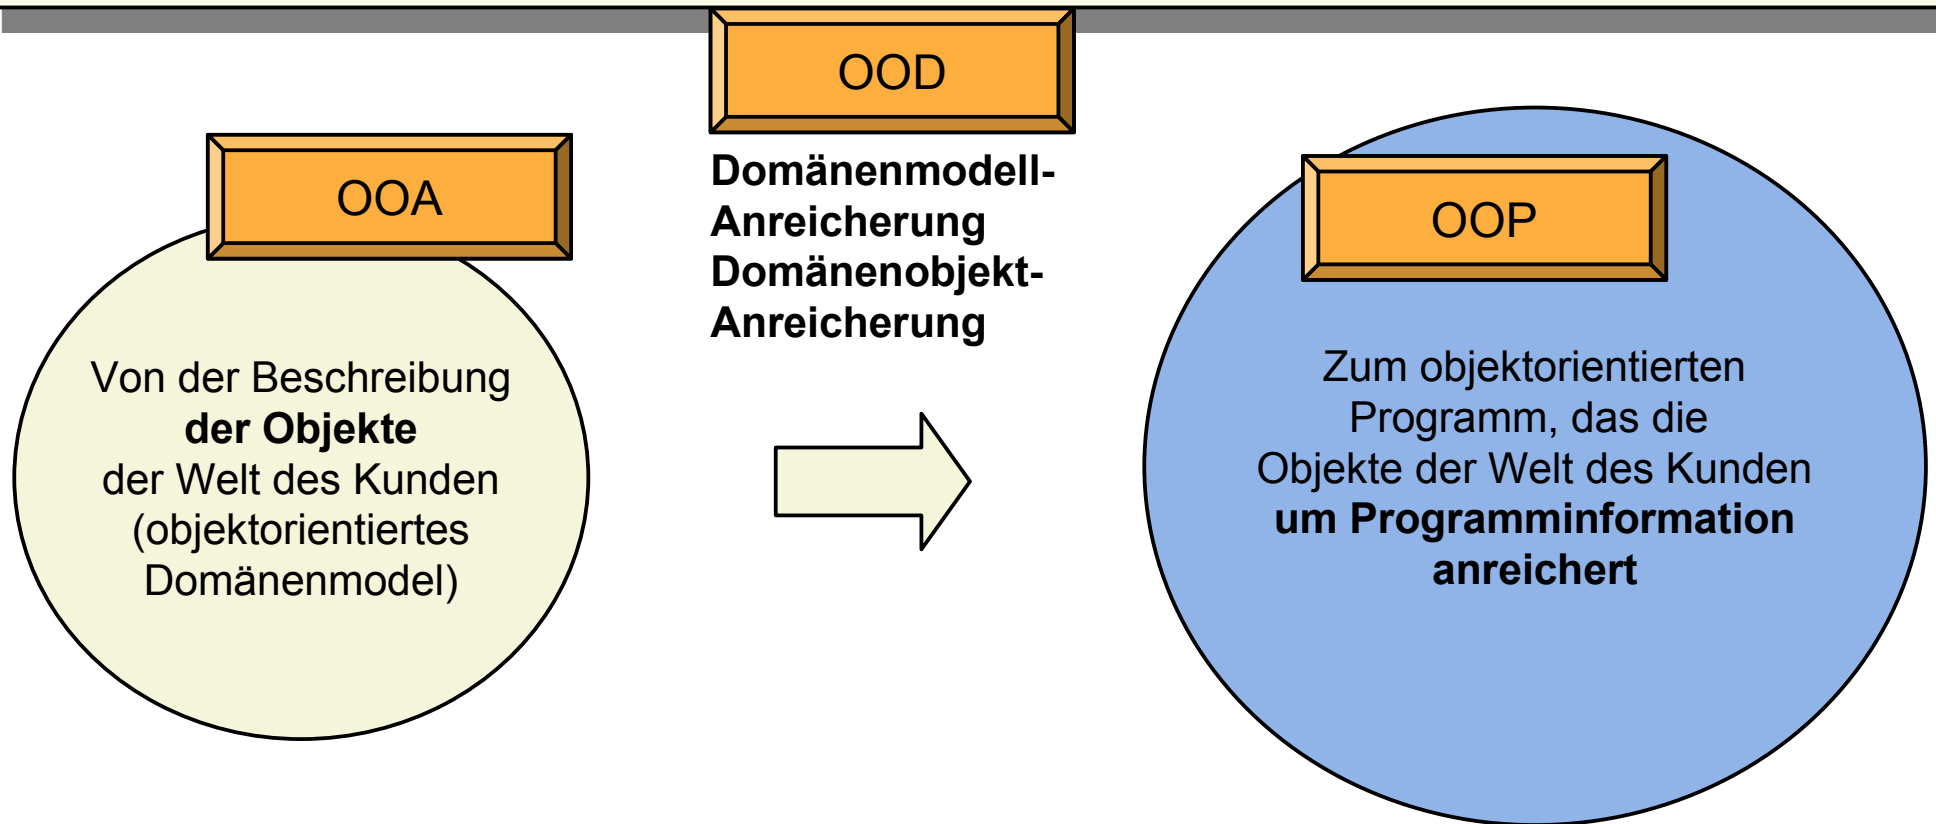 OOA
Von der Beschreibung
der Objekte
der Welt des Kunden
(objektorientiertes
Domänenmodel)
OOD
Domänenmodell-
Anreicherung
Domänenobjekt-
Anreicherung
OOP
Zum objektorientierten
Programm, das die
Objekte der Welt des Kunden
um Programminformation
anreichert